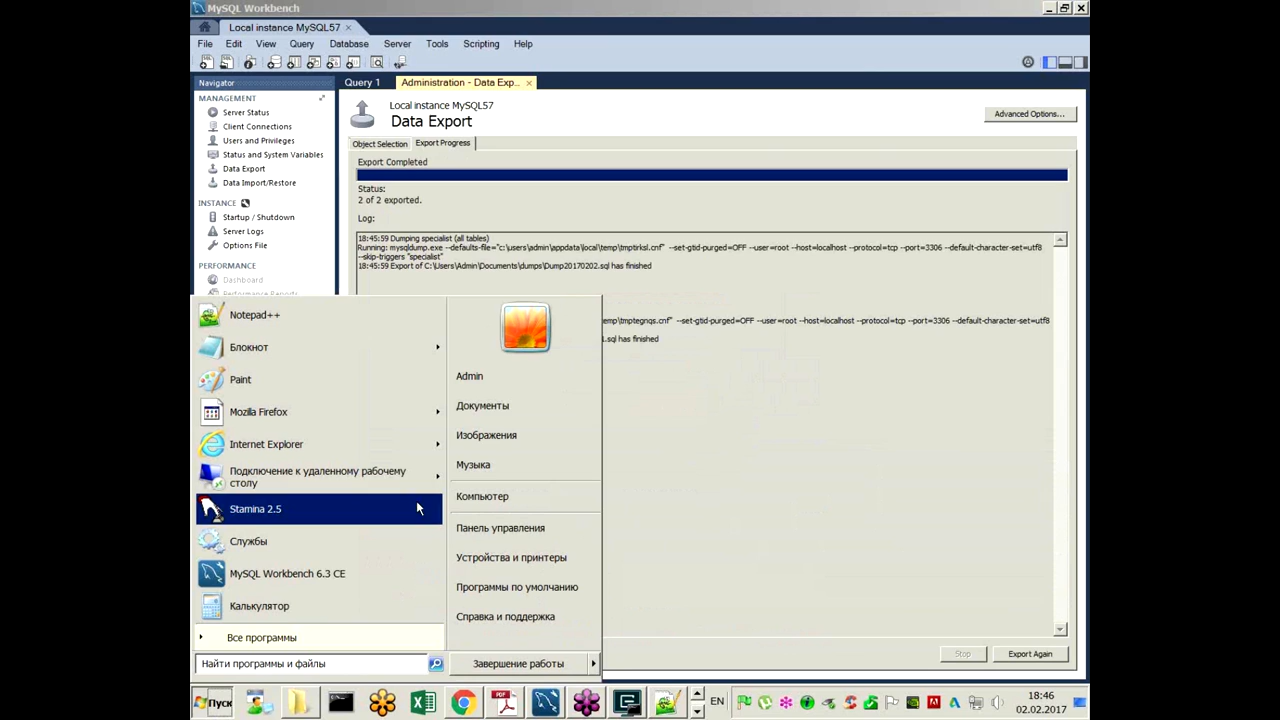 MySQL Workbench
Local instance MySQL57
File Edit View Query Database Server Tools Scripting Help
Navigator
Query 1
Administration - Data Exp...
MANAGEMENT
Server Status
Client Connections
Users and Privileges
Status and System Variables
Data Export
Data Import/Restore
INSTANCE
Startup / Shutdown
Server Logs
Options File
PERFORMANCE
Dashboard
Performance Reports
Local instance MySQL57
Data Export
Advanced Options...
Object Selection
Export Progress
Export Completed
Status:
2 of 2 exported.
Log:
18:45:59 Dumping specialist (all tables)
Running: mysqldump.exe --defaults-file="c:\users\admin\appdata\local\temp\tmptirksl.cnf" --set-gtid-purged=OFF --user=root --host=localhost --protocol=tcp --port=3306 --default-character-set=utf8
--skip-triggers "specialist"
18:45:59 Export of C:\Users\Admin\Documents\dumps\Dump20170202.sql has finished
emp\tmptegnqs.cnf" --set-gtid-purged=OFF --user=root --host=localhost --protocol=tcp --port=3306 --default-character-set=utf8
.sql has finished
Stop
Export Again
Notepad++
Блокнот
Paint
Mozilla Firefox
Internet Explorer
Подключение к удаленному рабочему
столу
Stamina 2.5
Службы
MySQL Workbench 6.3 CE
Калькулятор
Все программы
Найти программы и файлы
Admin
Документы
Изображения
Музыка
Компьютер
Панель управления
Устройства и принтеры
Программы по умолчанию
Справка и поддержка
Завершение работы
Пуск
PDF
EN
18:46
02.02.2017